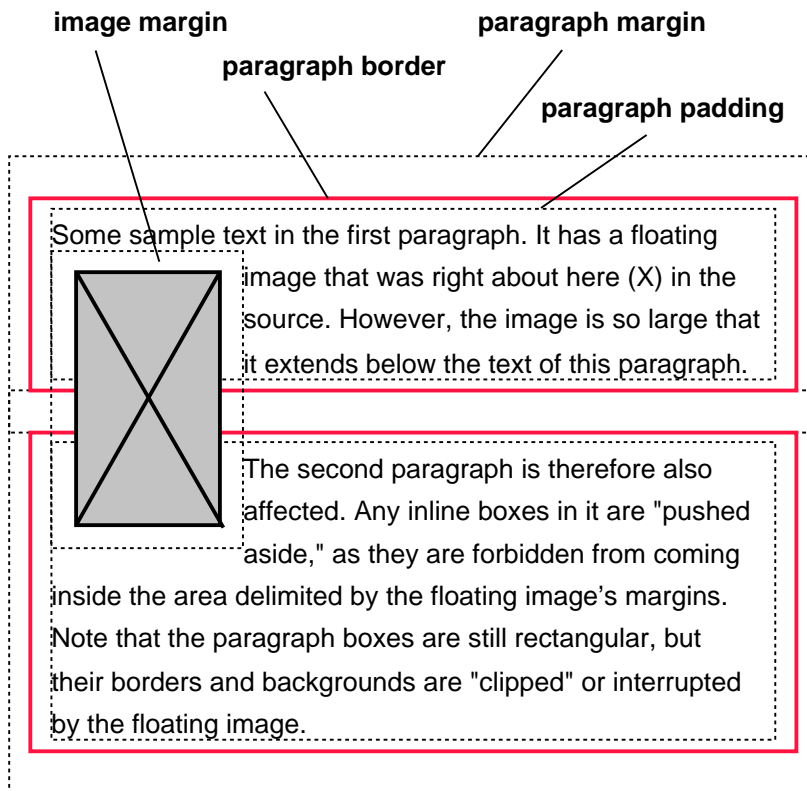 image margin
paragraph margin
paragraph border
paragraph padding
Some sample text in the first paragraph. It has a floating
image that was right about here (X) in the
source. However, the image is so large that
it extends below the text of this paragraph.
The second paragraph is therefore also
affected. Any inline boxes in it are "pushed
aside," as they are forbidden from coming
inside the area delimited by the floating image's margins.
Note that the paragraph boxes are still rectangular, but
their borders and backgrounds are "clipped" or interrupted
by the floating image.